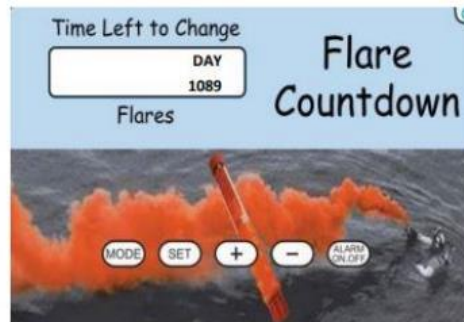 Time Left to Change
DAY
1089
Flares
Flare
Countdown
MODE
SET
+
−
ALARM
ON.OFF